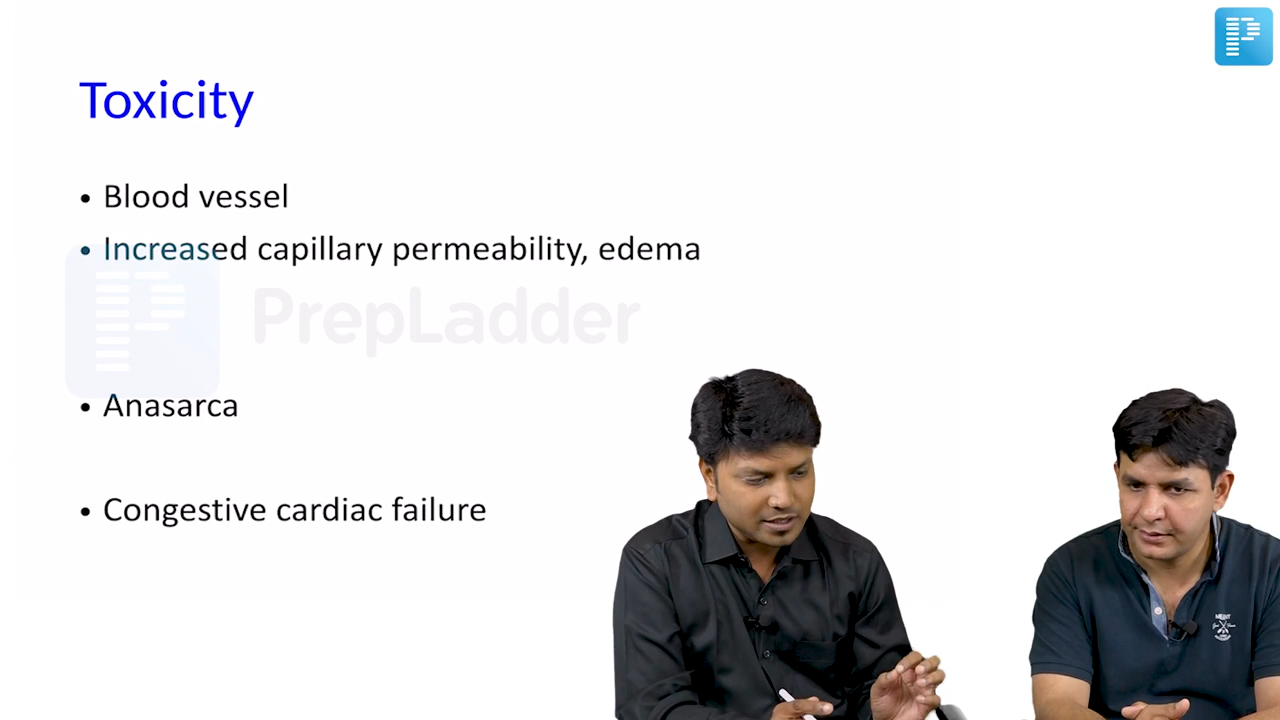 Toxicity
• Blood vessel
• Increased capillary permeability, edema
PrepLadder
• Anasarca
• Congestive cardiac failure